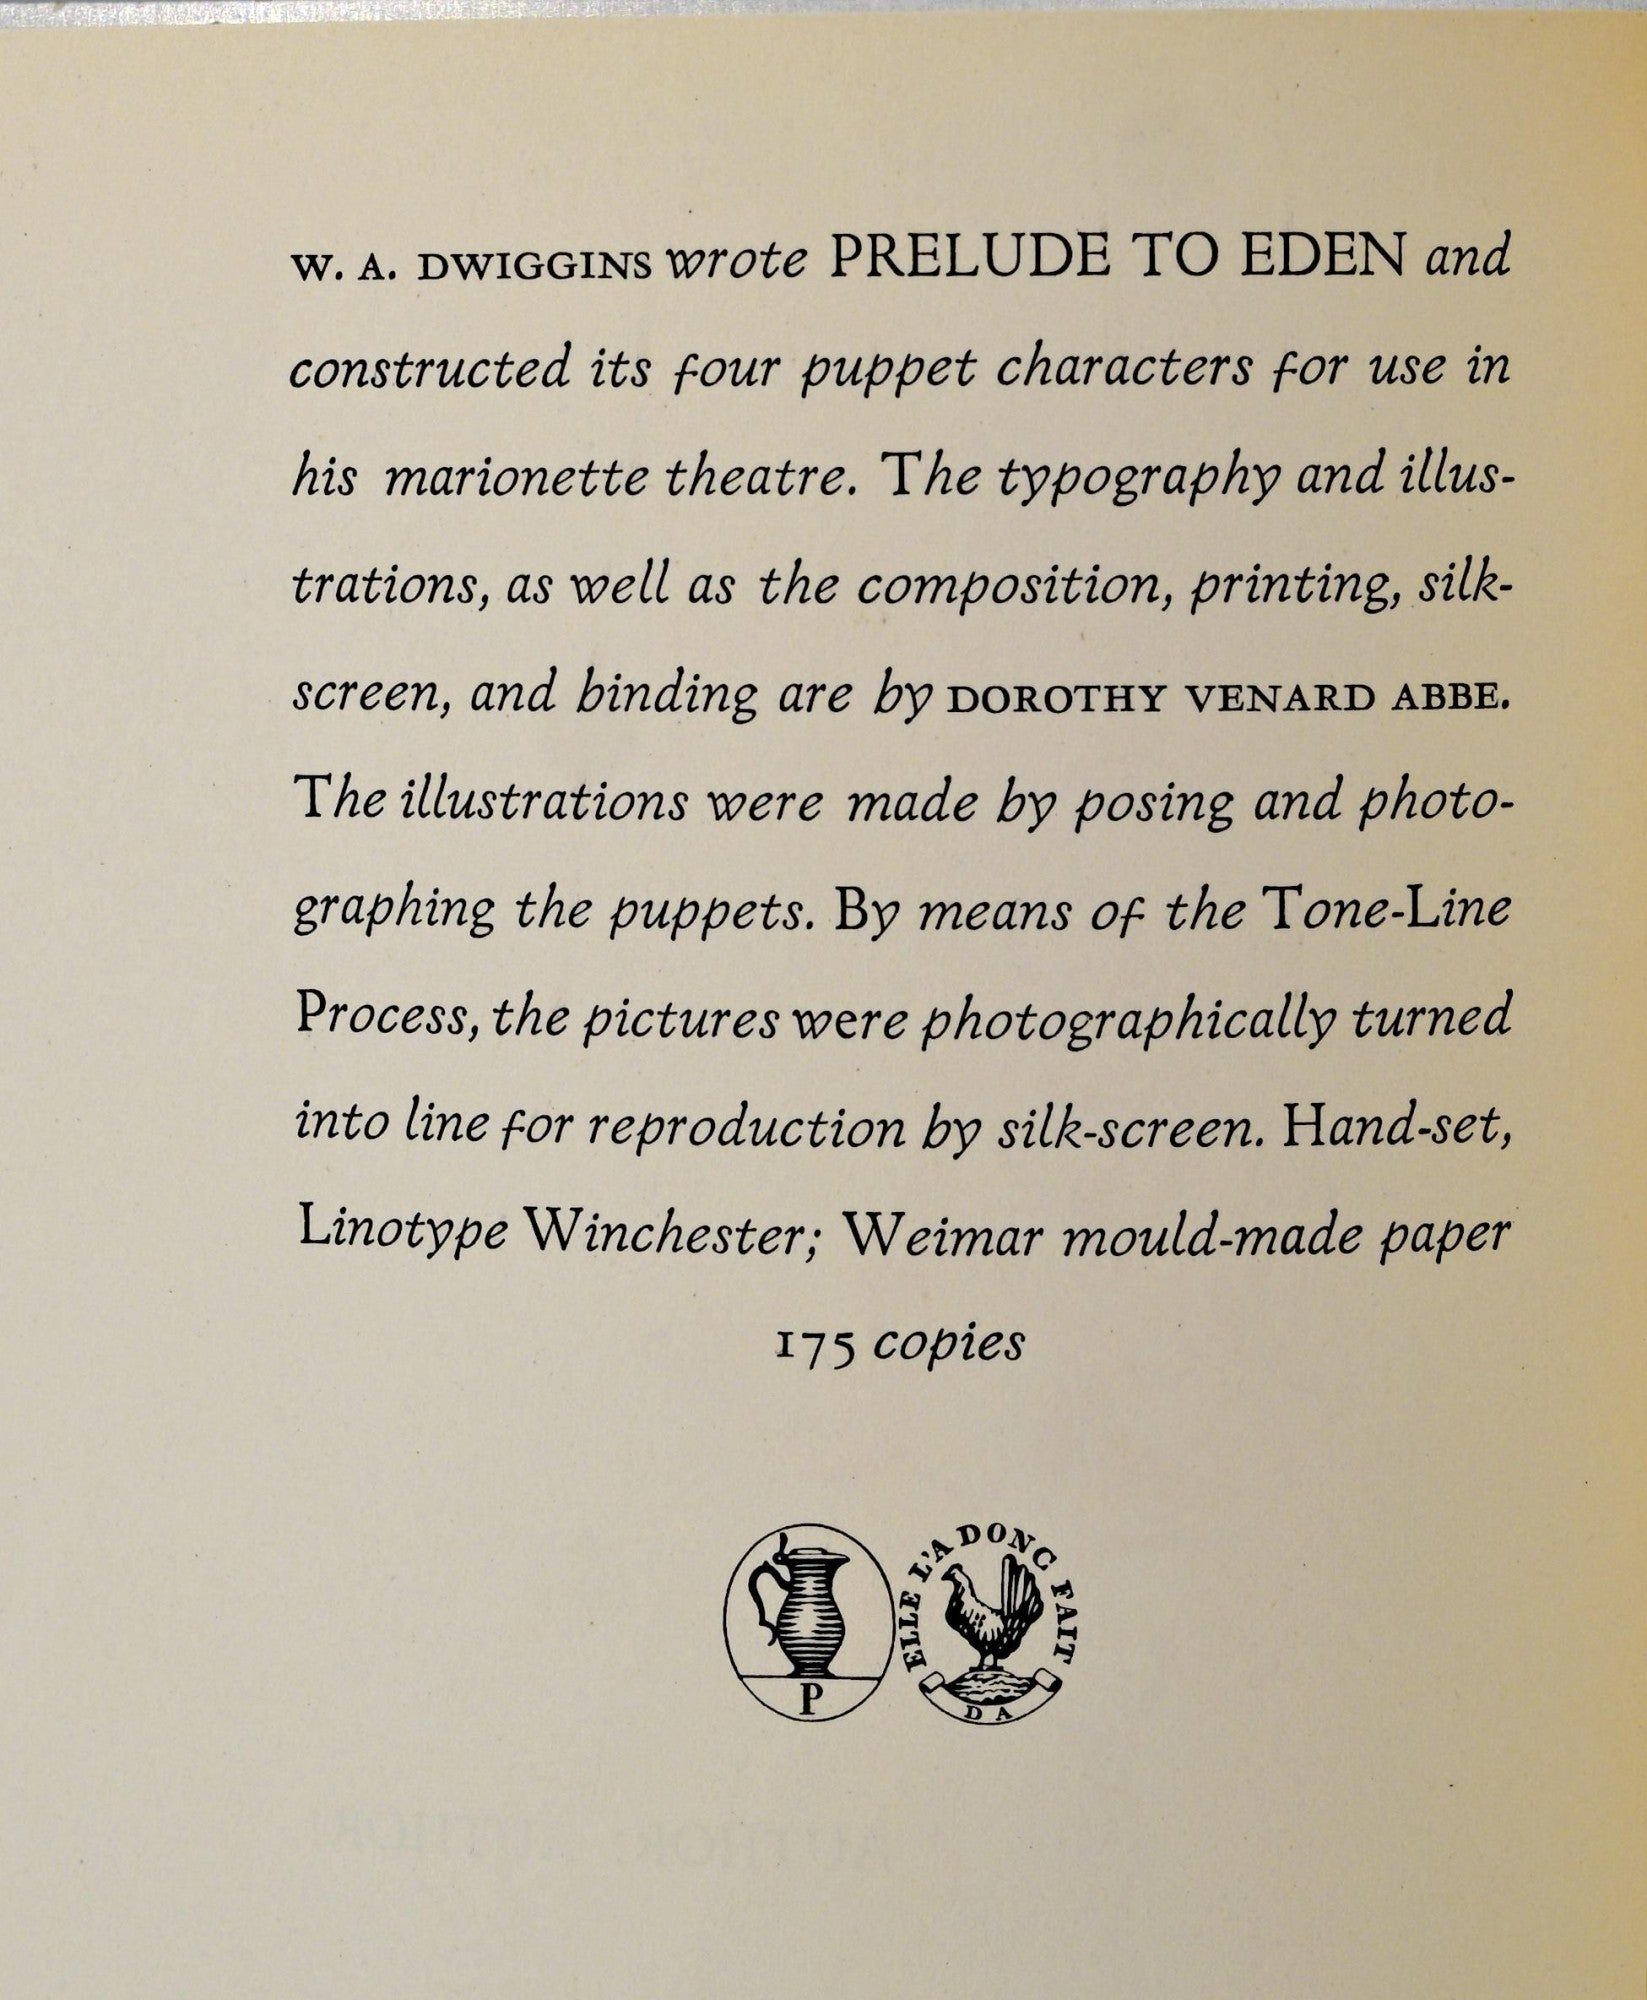 W. A. DWIGGINS wrote PRELUDE TO EDEN and
constructed its four puppet characters for use in
his marionette theatre. The typography and illus-
trations, as well as the composition, printing, silk-
screen, and binding are by DOROTHY VENARD ABBE.
The illustrations were made by posing and photo-
graphing the puppets. By means of the Tone-Line
Process, the pictures were photographically turned
into line for reproduction by silk-screen. Hand-set,
Linotype Winchester; Weimar mould-made paper
175 copies
P
ELLE L'A DONC FAIT
D A